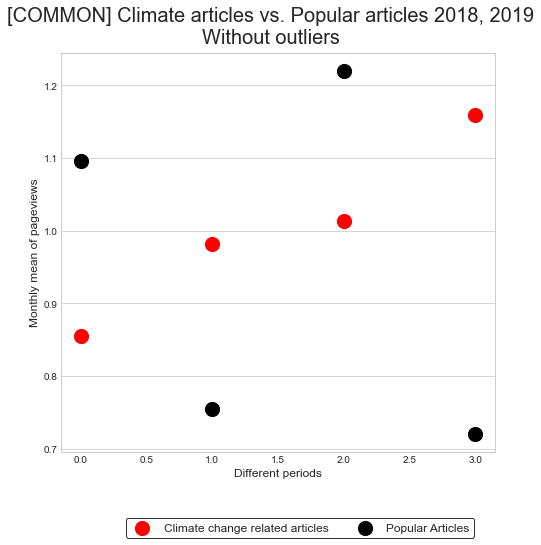 [COMMON] Climate articles vs. Popular articles 2018, 2019
Without outliers
Monthly mean of pageviews
1.2
1.1
1.0
0.9
0.8
0.7
0.0 0.5 1.0 1.5 2.0 2.5 3.0
Different periods
Climate change related articles Popular Articles